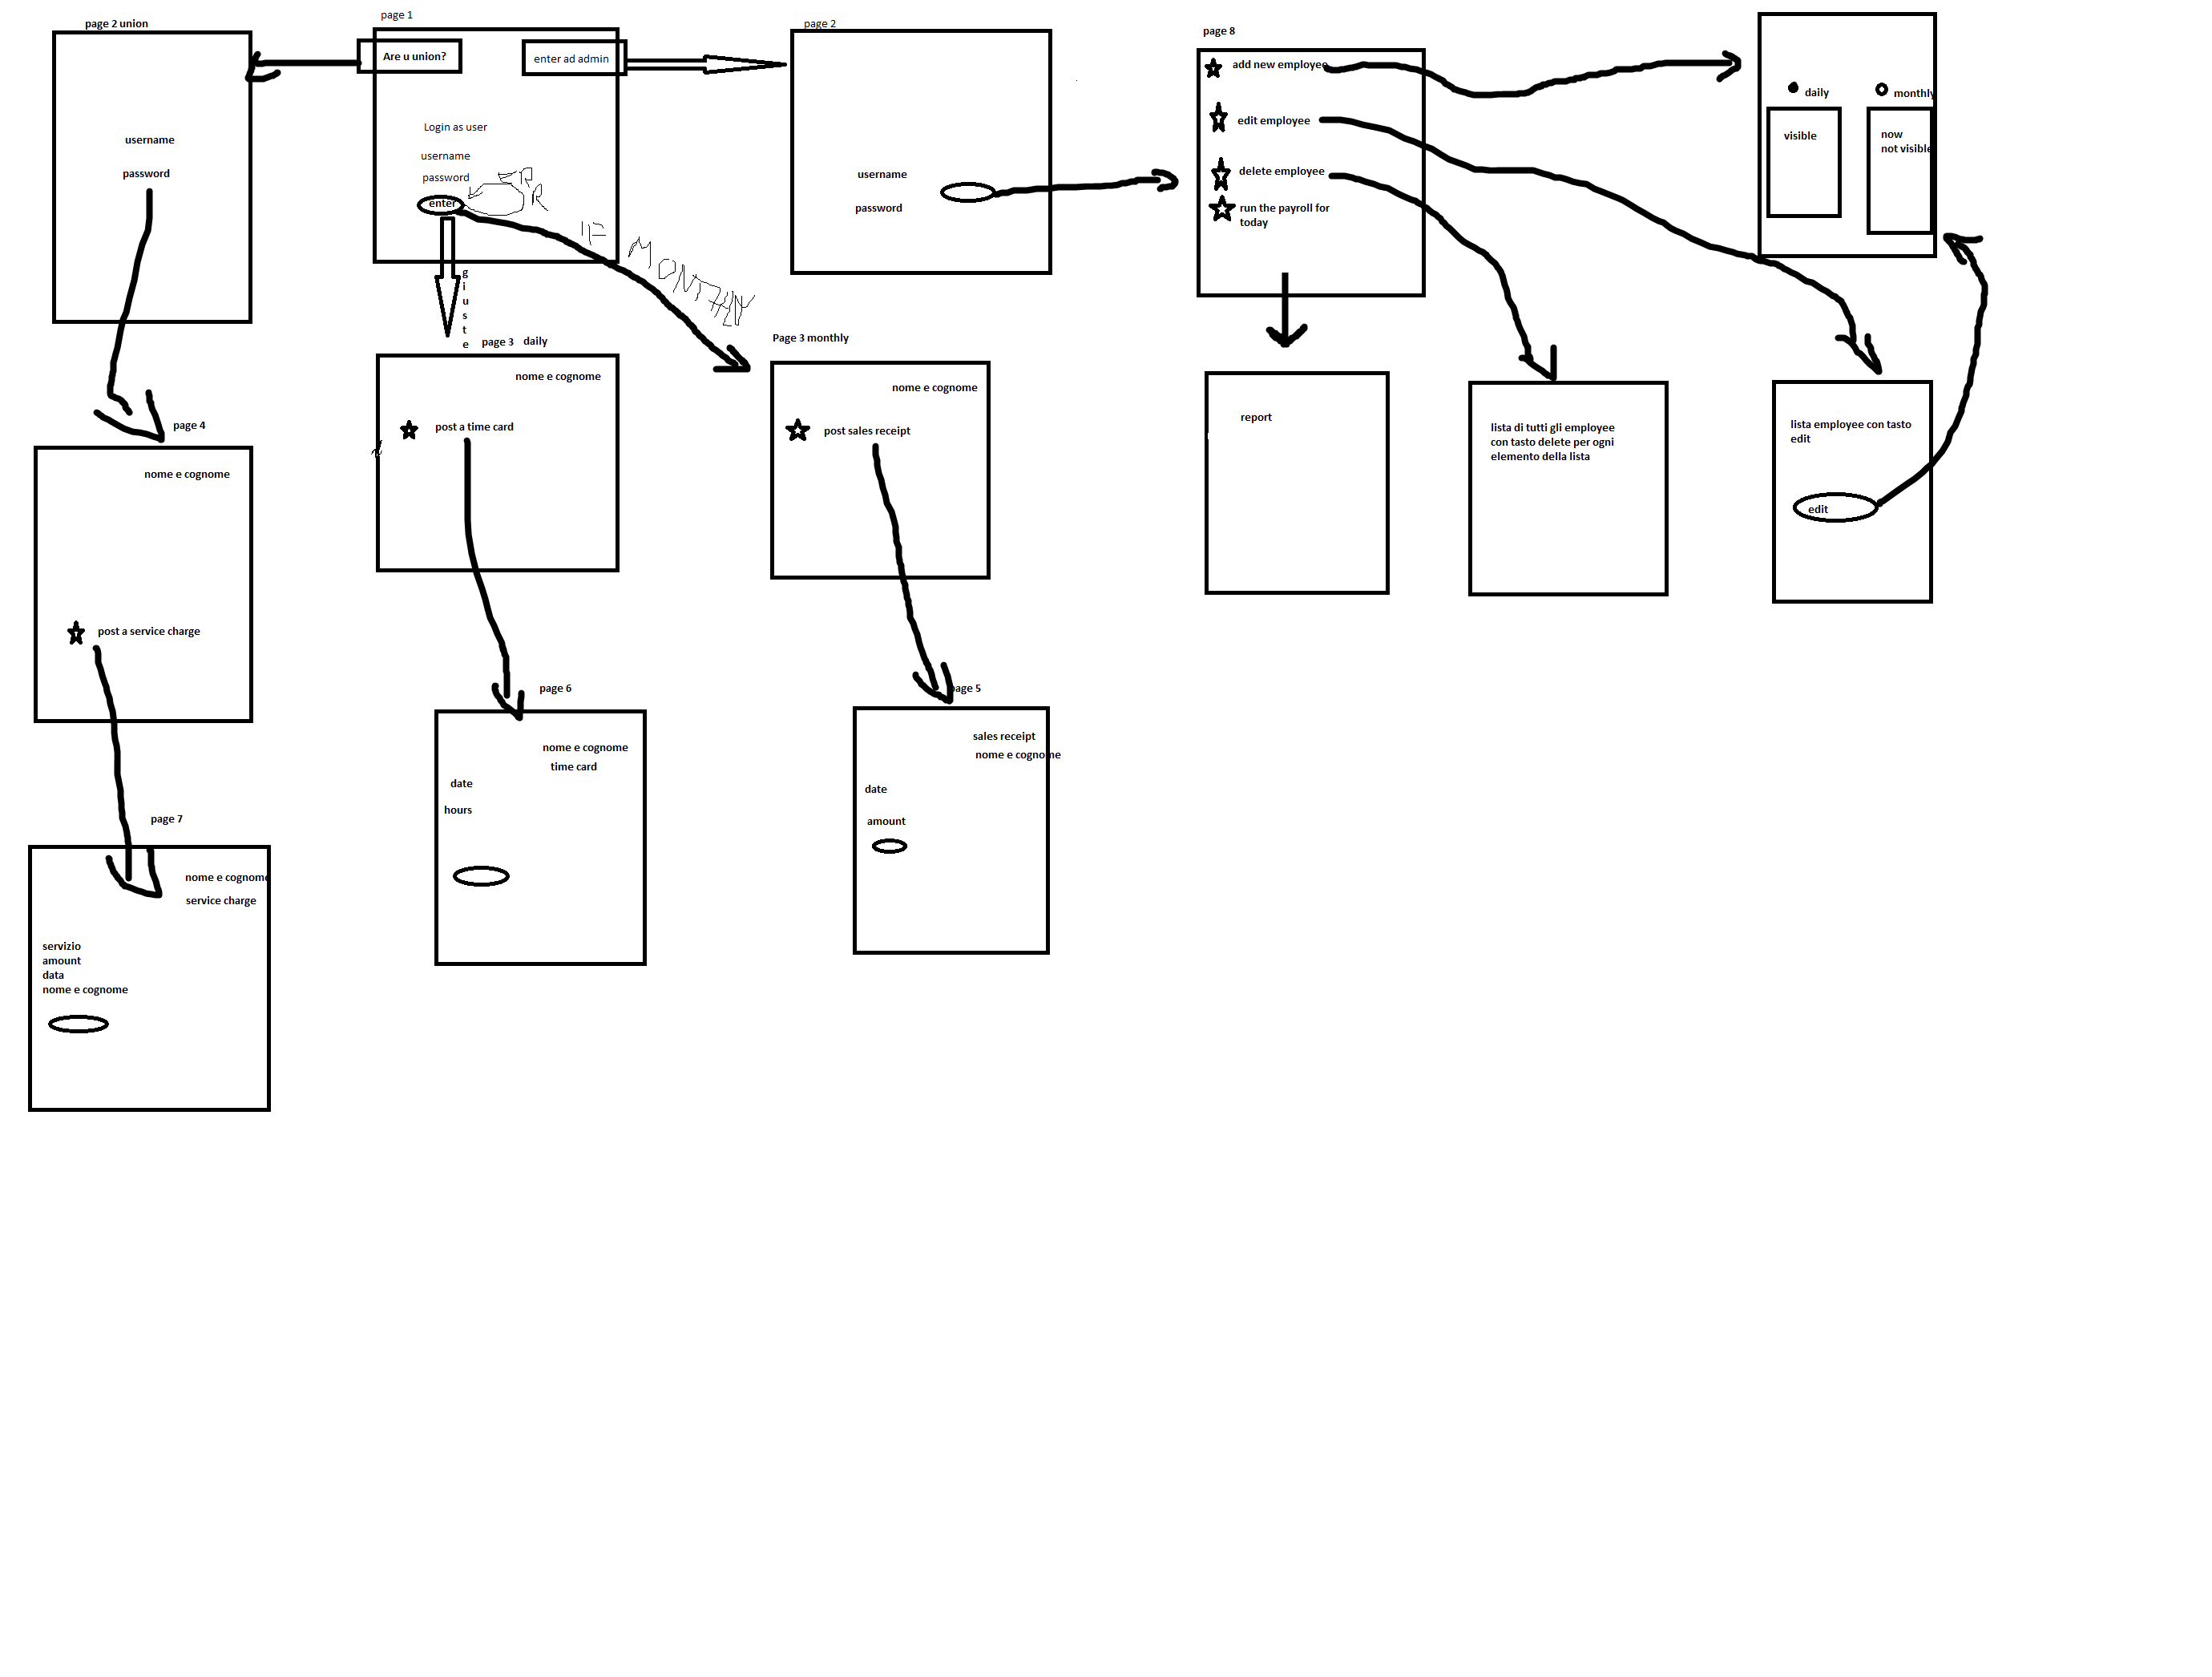 page 2 union
page 1
page 2
page 8
Are u union?
enter ad admin
Login as user
username
password
enter
ERR
IF MONTHLY
g
i
u
s
t
e
username
password
username
password
add new employee
edit employee
delete employee
run the payroll for
today
daily
monthly
visible
now
not visible
page 3 daily
nome e cognome
post a time card
Page 3 monthly
nome e cognome
post sales receipt
report
lista di tutti gli employee
con tasto delete per ogni
elemento della lista
lista employee con tasto
edit
edit
page 4
nome e cognome
post a service charge
page 6
nome e cognome
time card
date
hours
page 5
sales receipt
nome e cognome
date
amount
page 7
nome e cognome
service charge
servizio
amount
data
nome e cognome